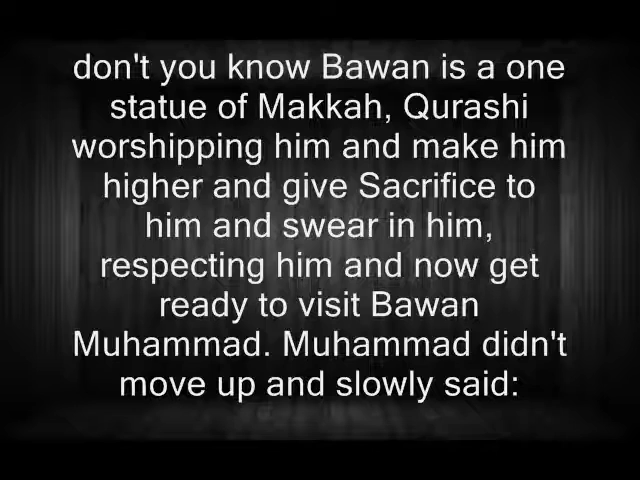 don't you know Bawan is a one
statue of Makkah, Qurashi
worshipping him and make him
higher and give Sacrifice to
him and swear in him,
respecting him and now get
ready to visit Bawan
Muhammad. Muhammad didn't
move up and slowly said: